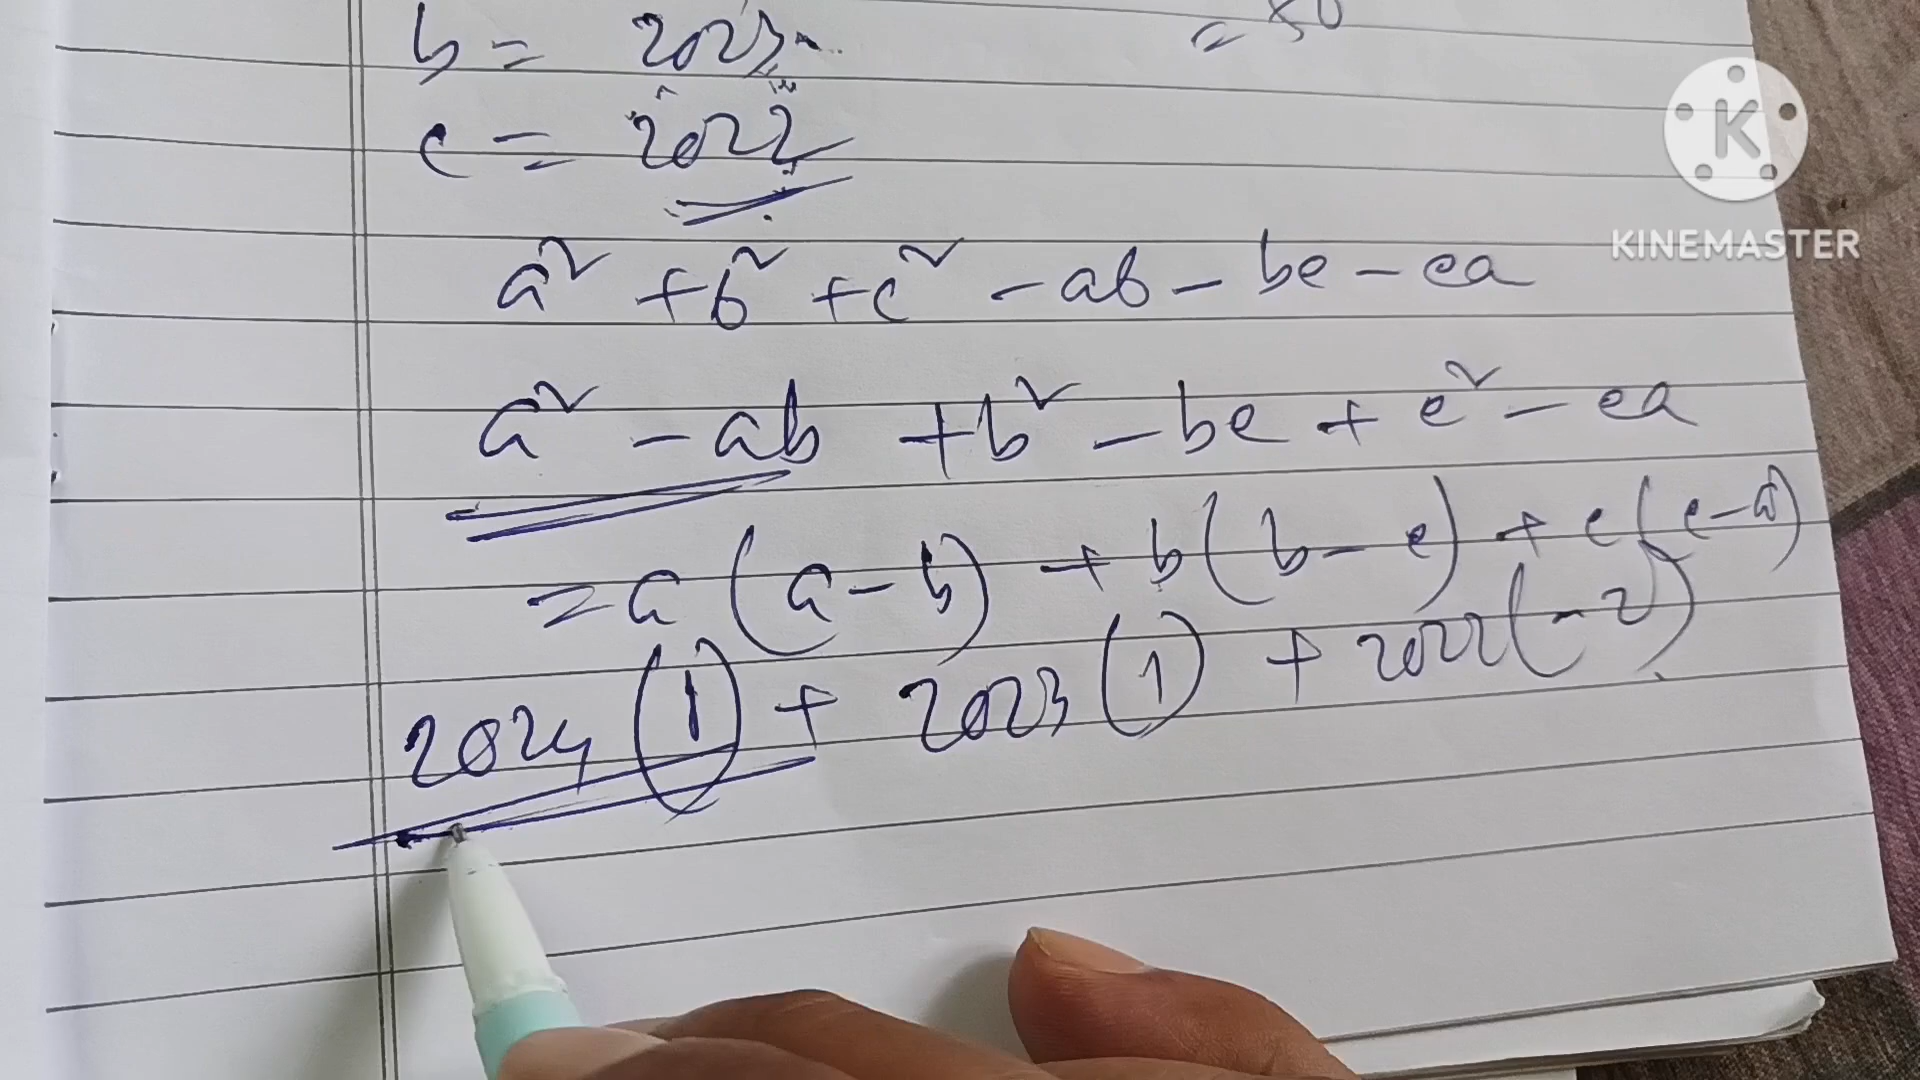 b = 2023
= 50
c = 2022
K
KINEMASTER
a² + b² + c² - ab - bc - ca
a² - ab + b² - bc + c² - ca
= a (a - b) + b (b - c) + c (c - a)
2024 (1) + 2023 (1) + 2022 (-2)